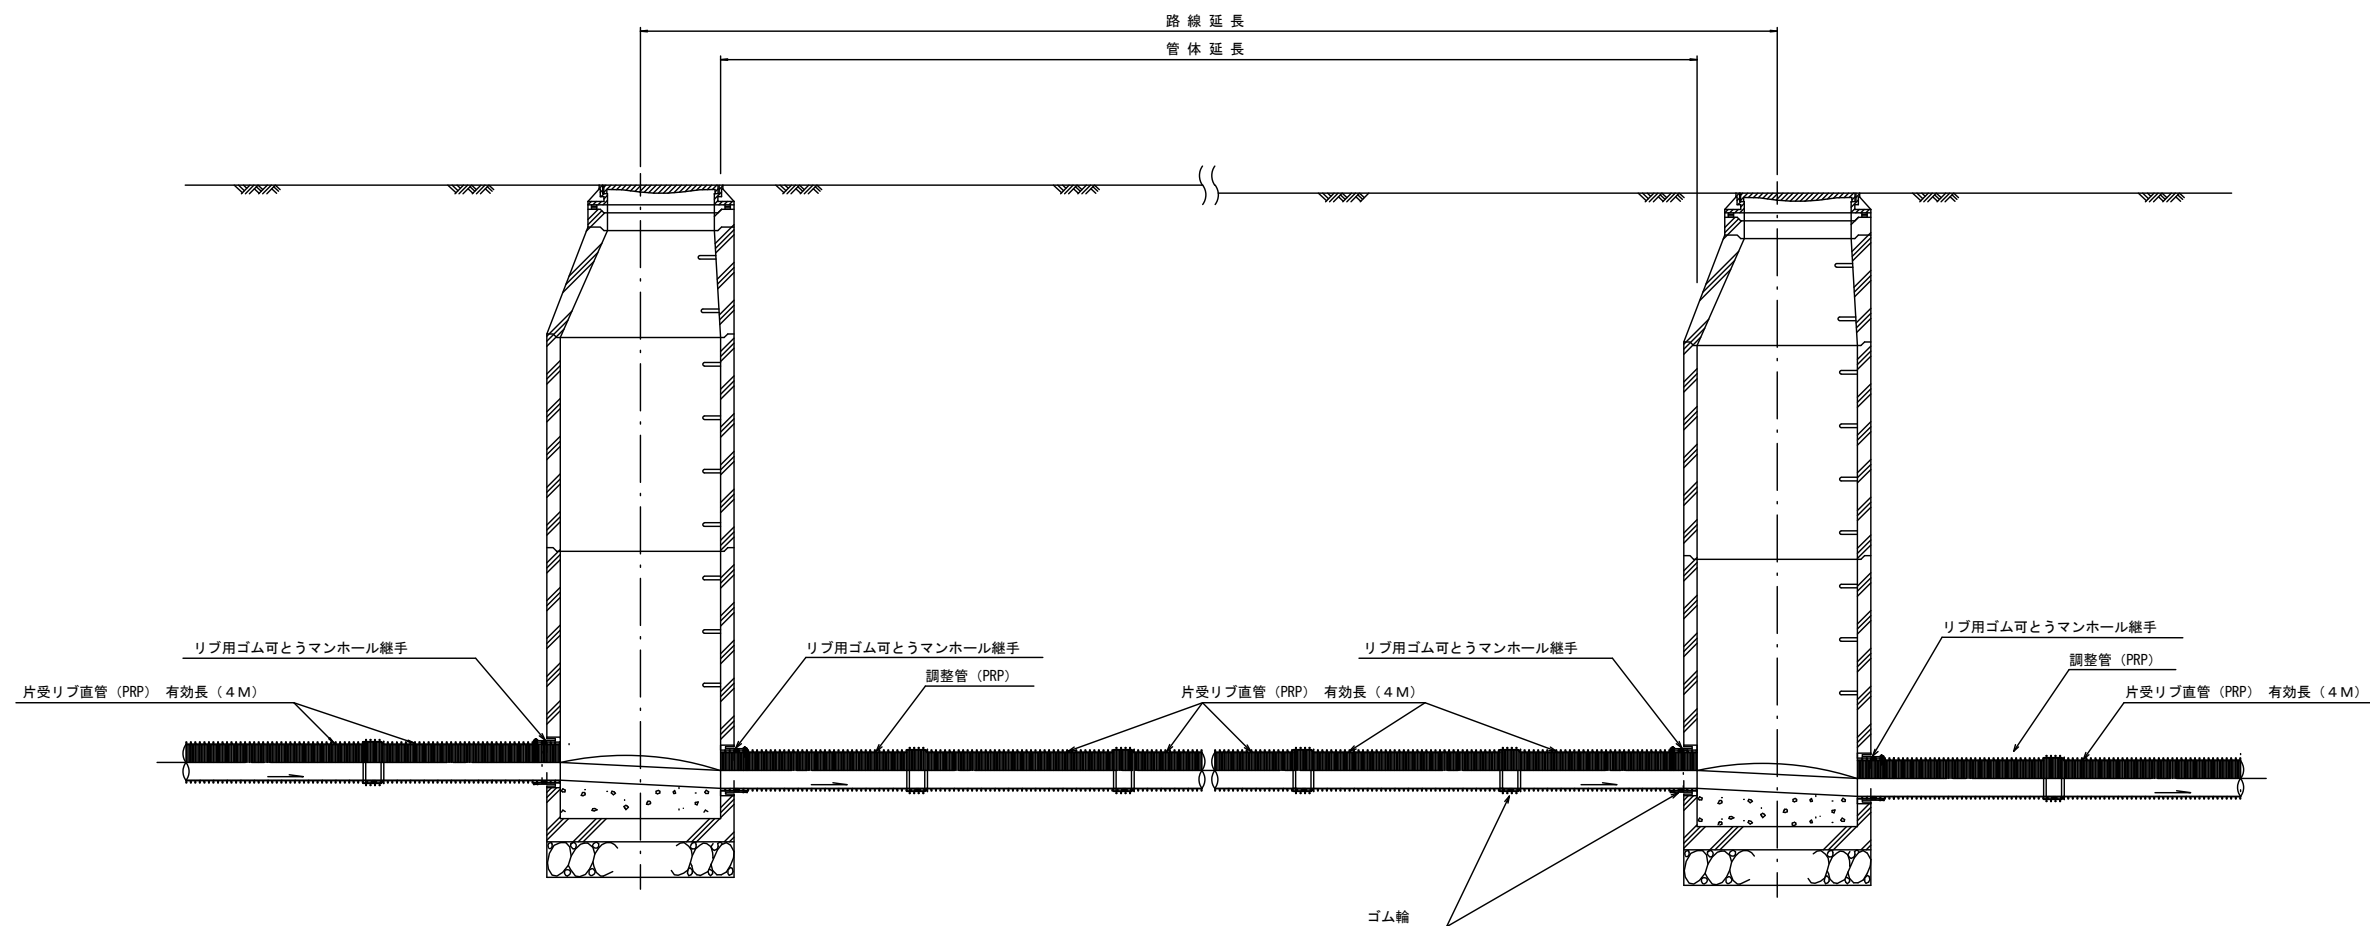 路線延長
管体延長
リブ用ゴム可とうマンホール継手
リブ用ゴム可とうマンホール継手
リブ用ゴム可とうマンホール継手
リブ用ゴム可とうマンホール継手
調整管（PRP）
調整管（PRP）
片受リブ直管（PRP） 有効長（４Ｍ）
片受リブ直管（PRP） 有効長（４Ｍ）
片受リブ直管（PRP） 有効長（４Ｍ）
ゴム輪